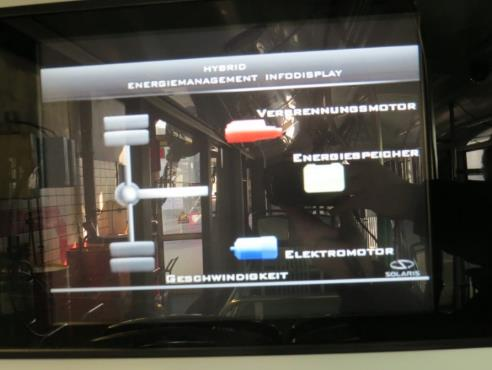 HYBRID
ENERGIEMANAGEMENT INFODISPLAY
VERBRENNUNGSMOTOR
ENERGIESPEICHER
ELEKTROMOTOR
GESCHWINDIGKEIT
SOLARIS